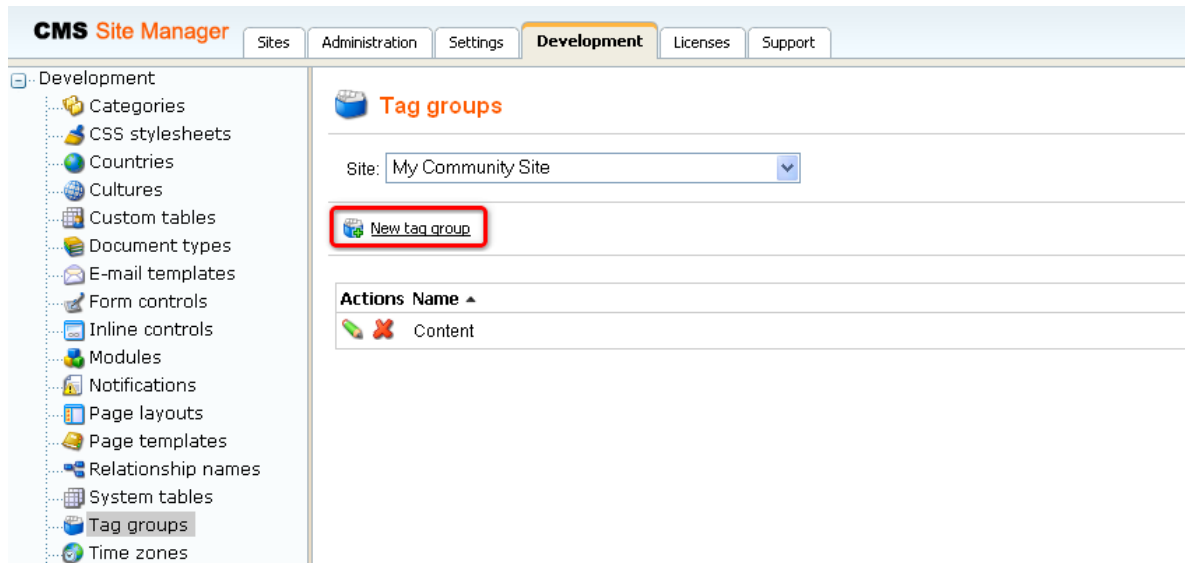 CMS Site Manager
Sites Administration Settings Development Licenses Support
Development
Categories
CSS stylesheets
Countries
Cultures
Custom tables
Document types
E-mail templates
Form controls
Inline controls
Modules
Notifications
Page layouts
Page templates
Relationship names
System tables
Tag groups
Time zones
Tag groups
Site: My Community Site
New tag group
Actions Name
Content